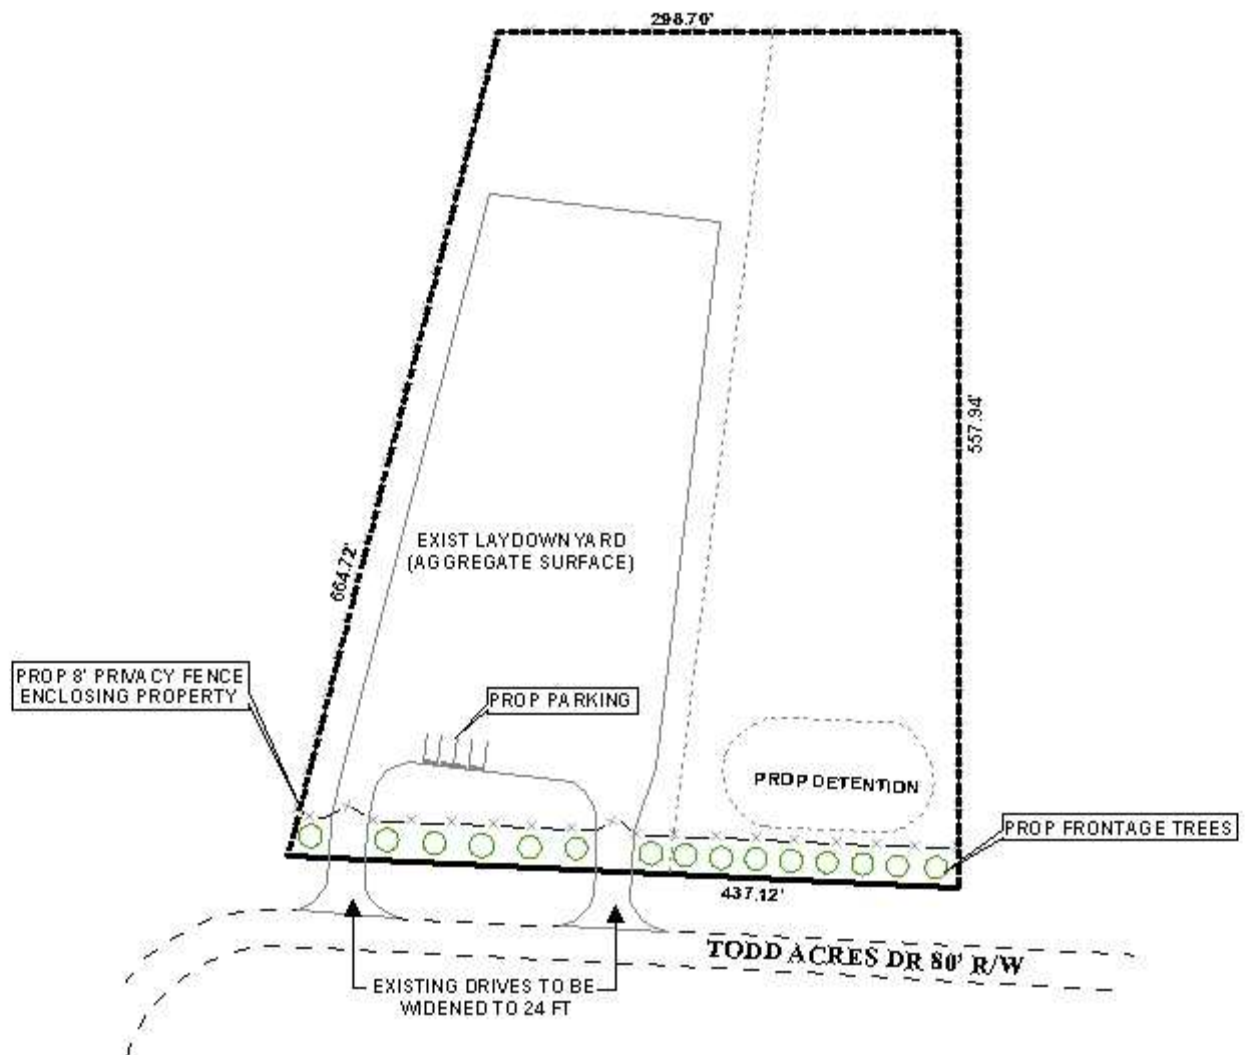 298.70'
557.94'
EXIST LAYDOWN YARD
(AGGREGATE SURFACE)
664.72'
PROP 8' PRIVACY FENCE
ENCLOSING PROPERTY
PROP PARKING
PROP DETENTION
PROP FRONTAGE TREES
437.12'
TODD ACRES DR 80' R/W
EXISTING DRIVES TO BE
WIDENED TO 24 FT